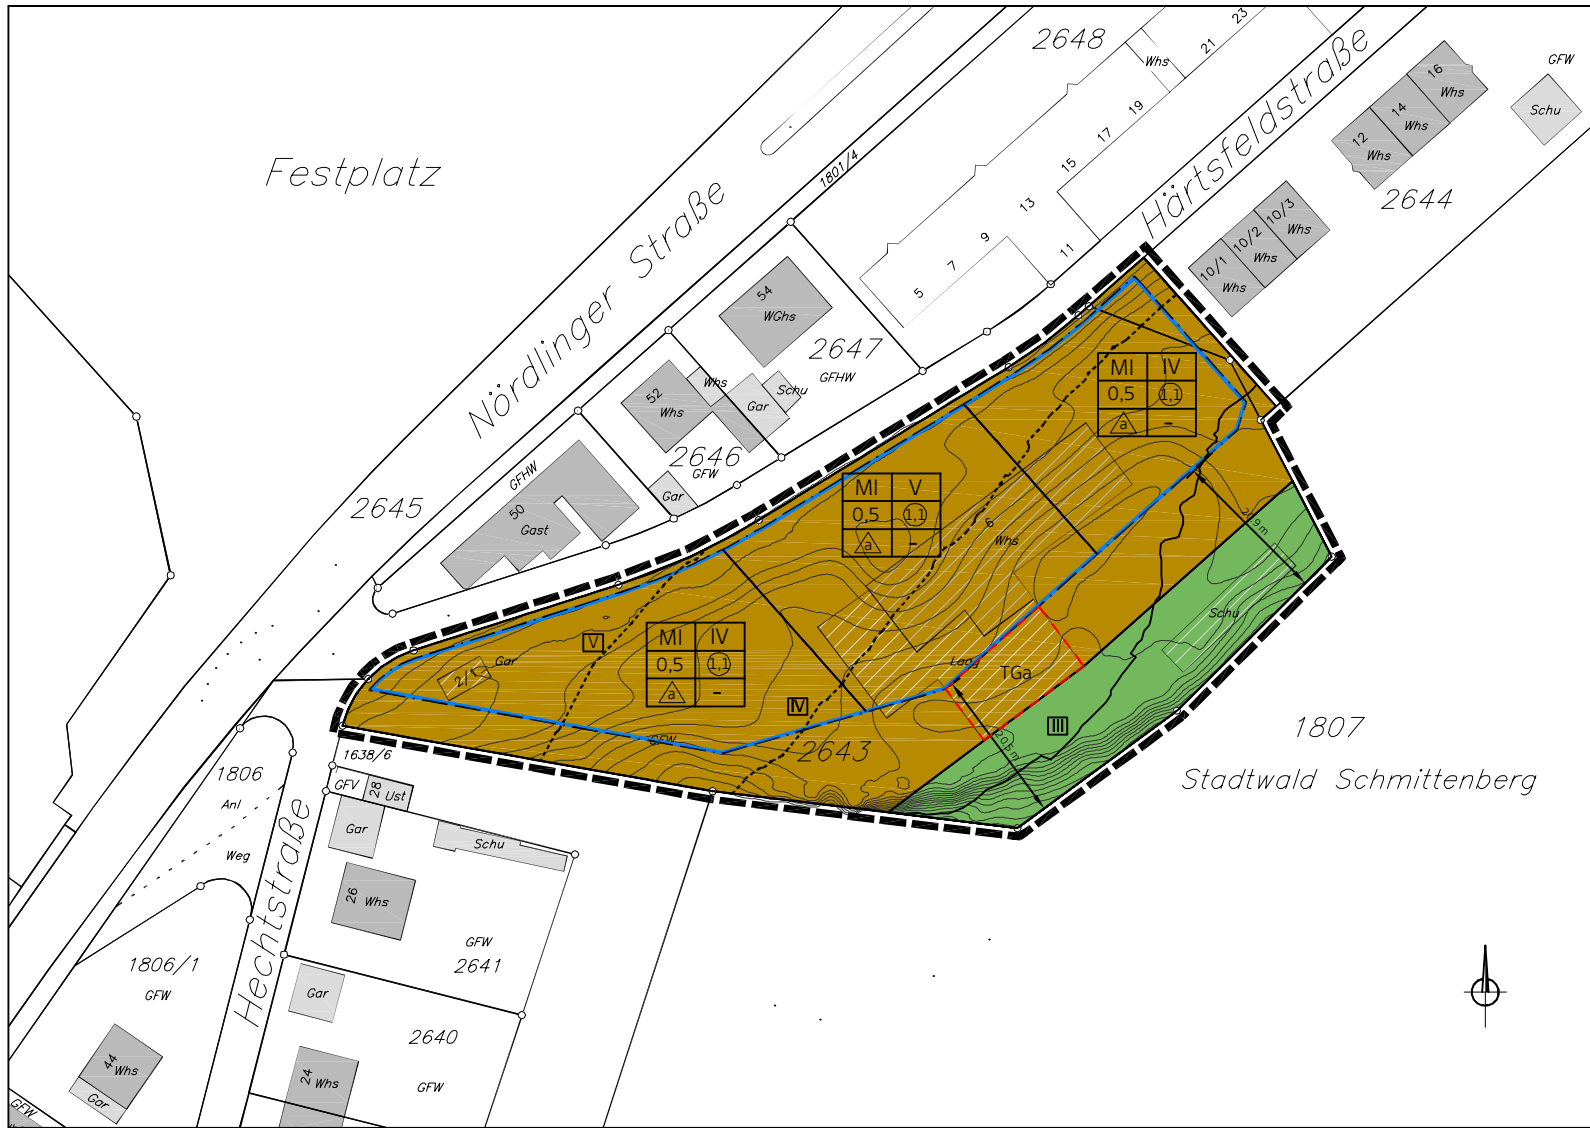 Festplatz
Nördlinger Straße
Härtsfeldstraße
Hechtstraße
2648
Whs
23
21
19
17
15
13
11
9
7
5
1801/4
GFW
Schu
16
Whs
14
Whs
12
Whs
2644
10/3
Whs
10/2
Whs
10/1
Whs
54
WGhs
2647
GFHW
52
Whs
Whs
Schu
Gar
2646
GFW
Gar
GFHW
50
Gast
2645
MI IV
0,5 1,1
a -
MI V
0,5 1,1
a -
MI IV
0,5 1,1
a -
6
Whs
20,9 m
Schu
V
Gar
2/1
IV
GFW
2643
TGa
III
20,5 m
1807
Stadtwald Schmittenberg
1638/6
GFV
28
Ust
Gar
Schu
26
Whs
GFW
2641
Gar
2640
GFW
24
Whs
1806
Anl
Weg
1806/1
GFW
44
Whs
Gar
GFW